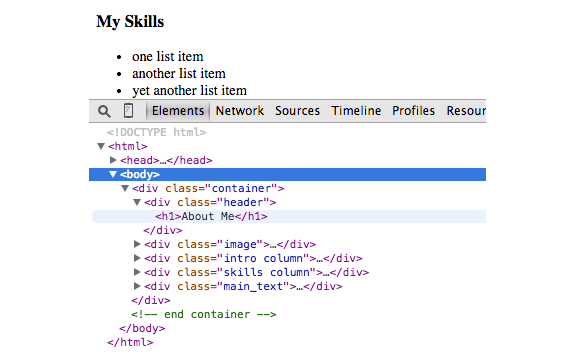 My Skills
one list item
another list item
yet another list item
Elements Network Sources Timeline Profiles Resour
<!DOCTYPE html>
<html>
<head>…</head>
<body>
<div class="container">
<div class="header">
<h1>About Me</h1>
</div>
<div class="image">…</div>
<div class="intro column">…</div>
<div class="skills column">…</div>
<div class="main_text">…</div>
</div>
<!-- end container -->
</body>
</html>